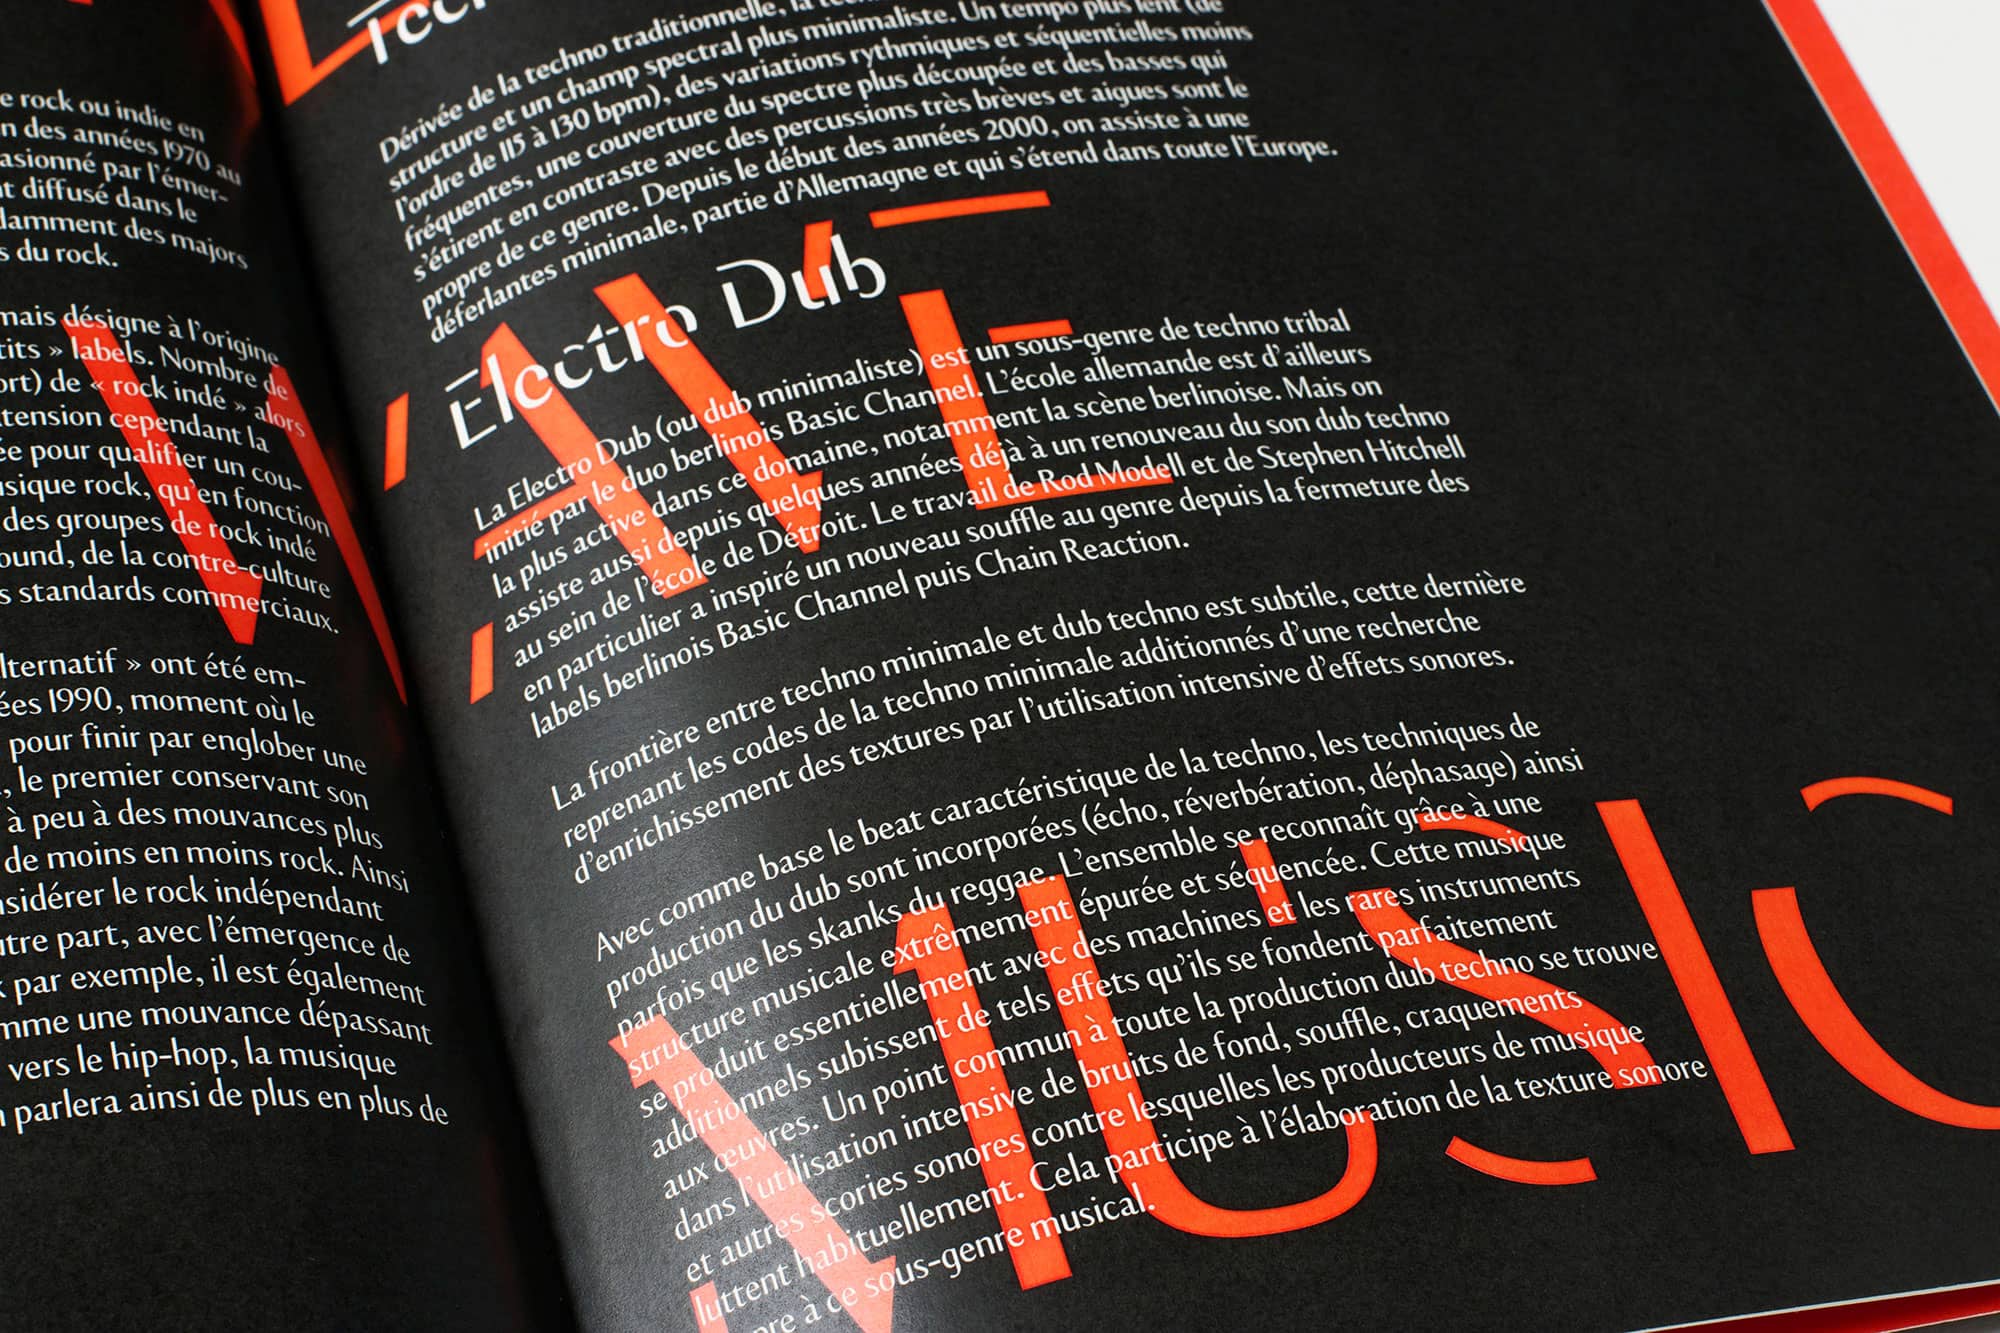 e rock ou indie en
n des années 1970 au
asionné par l'émer-
t diffusé dans le
damment des majors
s du rock.
mais désigne à l'origine
tits » labels. Nombre de
ort) de « rock indé » alors
xtension cependant la
ée pour qualifier un cou-
usique rock, qu'en fonction
des groupes de rock indé
ound, de la contre-culture
s standards commerciaux.
lternatif » ont été em-
ées 1990, moment où le
pour finir par englober une
, le premier conservant son
à peu à des mouvances plus
de moins en moins rock. Ainsi
nsidérer le rock indépendant
utre part, avec l'émergence de
k par exemple, il est également
mme une mouvance dépassant
vers le hip-hop, la musique
n parlera ainsi de plus en plus de
Dérivée de la techno traditionnelle, la
structure et un champ spectral plus minimaliste. Un tempo plus lent (de
l'ordre de 115 à 130 bpm), des variations rythmiques et séquentielles moins
fréquentes, une couverture du spectre plus découpée et des basses qui
s'étirent en contraste avec des percussions très brèves et aigues sont le
propre de ce genre. Depuis le début des années 2000, on assiste à une
déferlantes minimale, partie d'Allemagne et qui s'étend dans toute l'Europe.
Electro Dub
La Electro Dub (ou dub minimaliste) est un sous-genre de techno tribal
initié par le duo berlinois Basic Channel. L'école allemande est d'ailleurs
la plus active dans ce domaine, notamment la scène berlinoise. Mais on
assiste aussi depuis quelques années déjà à un renouveau du son dub techno
au sein de l'école de Détroit. Le travail de Rod Modell et de Stephen Hitchell
en particulier a inspiré un nouveau souffle au genre depuis la fermeture des
labels berlinois Basic Channel puis Chain Reaction.
La frontière entre techno minimale et dub techno est subtile, cette dernière
reprenant les codes de la techno minimale additionnés d'une recherche
d'enrichissement des textures par l'utilisation intensive d'effets sonores.
Avec comme base le beat caractéristique de la techno, les techniques de
production du dub sont incorporées (écho, réverbération, déphasage) ainsi
parfois que les skanks du reggae. L'ensemble se reconnaît grâce à une
structure musicale extrêmement épurée et séquencée. Cette musique
se produit essentiellement avec des machines et les rares instruments
additionnels subissent de tels effets qu'ils se fondent parfaitement
aux œuvres. Un point commun à toute la production dub techno se trouve
dans l'utilisation intensive de bruits de fond, souffle, craquements
et autres scories sonores contre lesquelles les producteurs de musique
luttent habituellement. Cela participe à l'élaboration de la texture sonore
pre à ce sous-genre musical.
WAVE
MUSIC